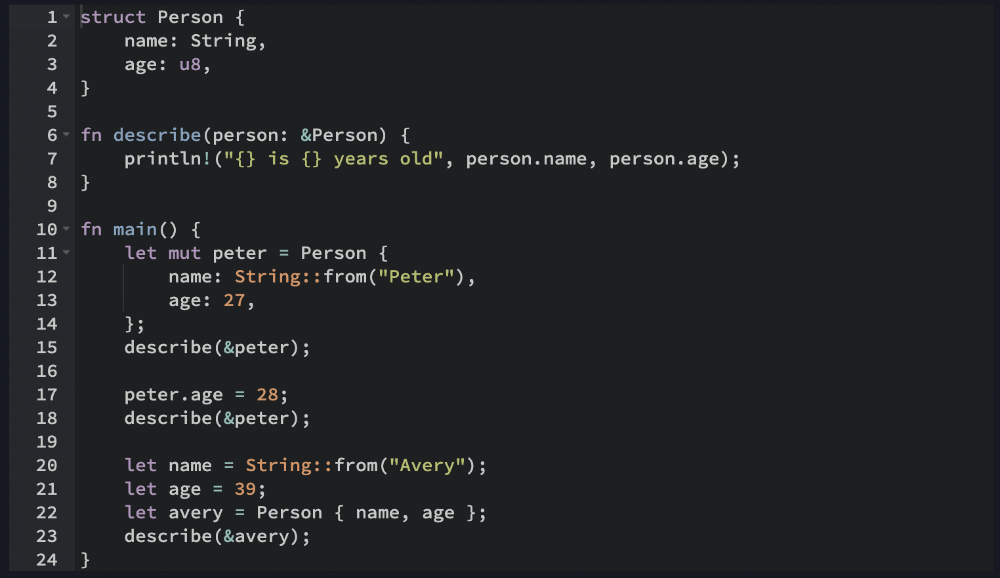 1 struct Person {
2     name: String,
3     age: u8,
4 }
5
6 fn describe(person: &Person) {
7     println!("{} is {} years old", person.name, person.age);
8 }
9
10 fn main() {
11     let mut peter = Person {
12         name: String::from("Peter"),
13         age: 27,
14     };
15     describe(&peter);
16
17     peter.age = 28;
18     describe(&peter);
19
20     let name = String::from("Avery");
21     let age = 39;
22     let avery = Person { name, age };
23     describe(&avery);
24 }